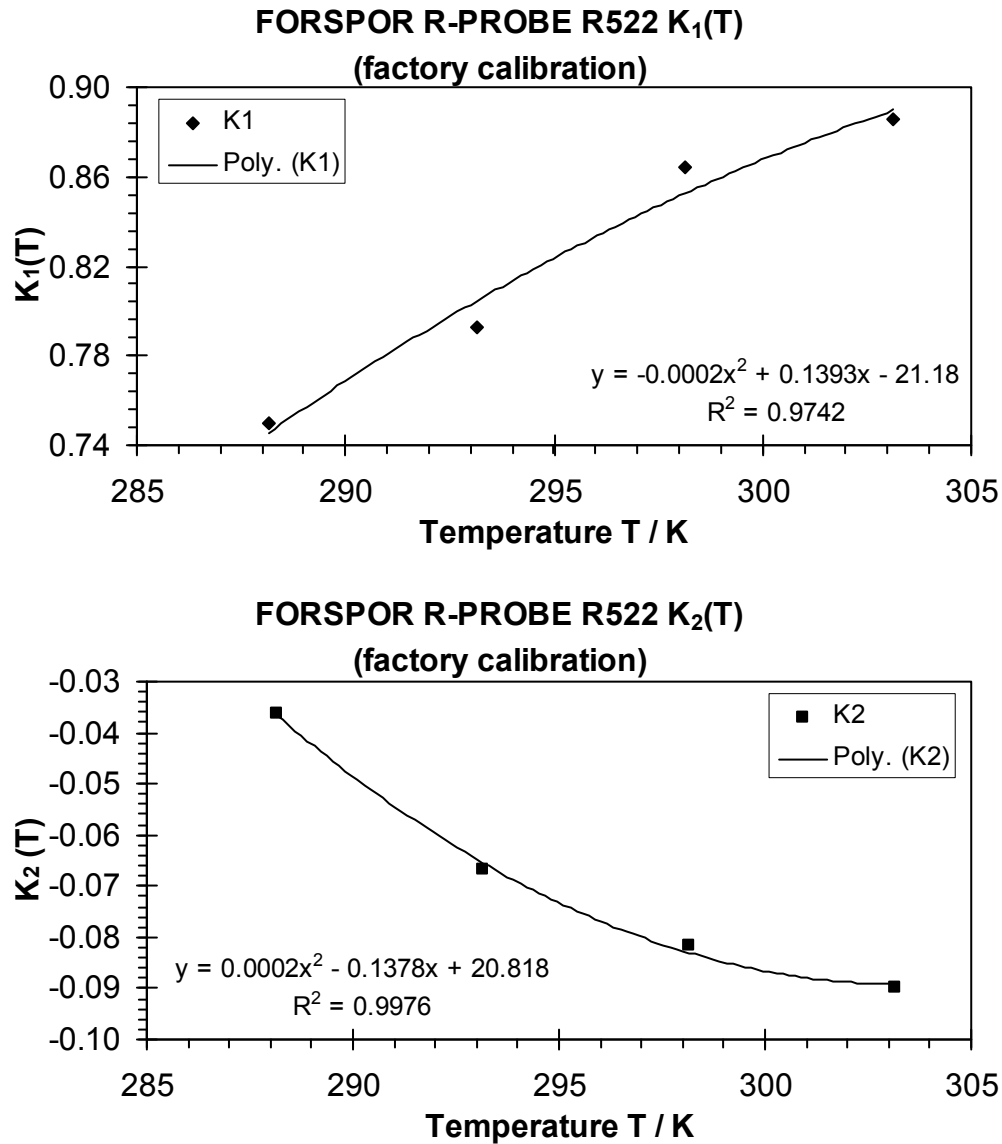 FORSPOR R-PROBE R522 K₁(T)
(factory calibration)
0.90
0.86
0.82
0.78
0.74
K₁(T)
K1
Poly. (K1)
y = -0.0002x² + 0.1393x - 21.18
R² = 0.9742
285 290 295 300 305
Temperature T / K
FORSPOR R-PROBE R522 K₂(T)
(factory calibration)
-0.03
-0.04
-0.05
-0.06
-0.07
-0.08
-0.09
-0.10
K₂ (T)
K2
Poly. (K2)
y = 0.0002x² - 0.1378x + 20.818
R² = 0.9976
285 290 295 300 305
Temperature T / K